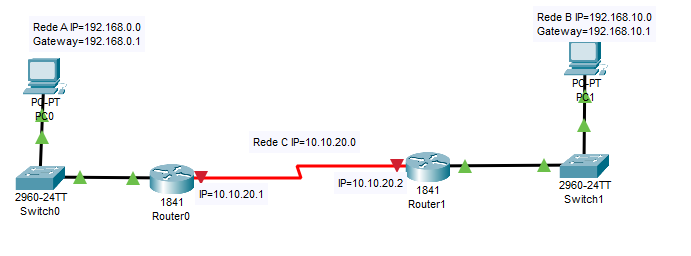 Rede A IP=192.168.0.0
Gateway=192.168.0.1
PC-PT
PC0
2960-24TT
Switch0
1841
Router0
IP=10.10.20.1
Rede C IP=10.10.20.0
IP=10.10.20.2
1841
Router1
Rede B IP=192.168.10.0
Gateway=192.168.10.1
PC-PT
PC1
2960-24TT
Switch1